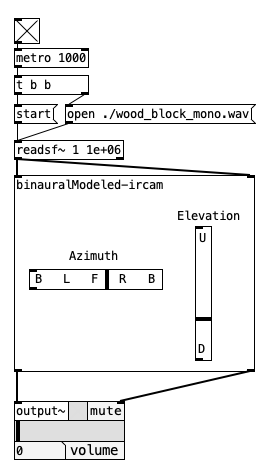 metro 1000
t b b
start open ./wood_block_mono.wav
readsf~ 1 1e+06
binauralModeled-ircam
Elevation
U
Azimuth
B L F R B
D
output~ mute
0 volume